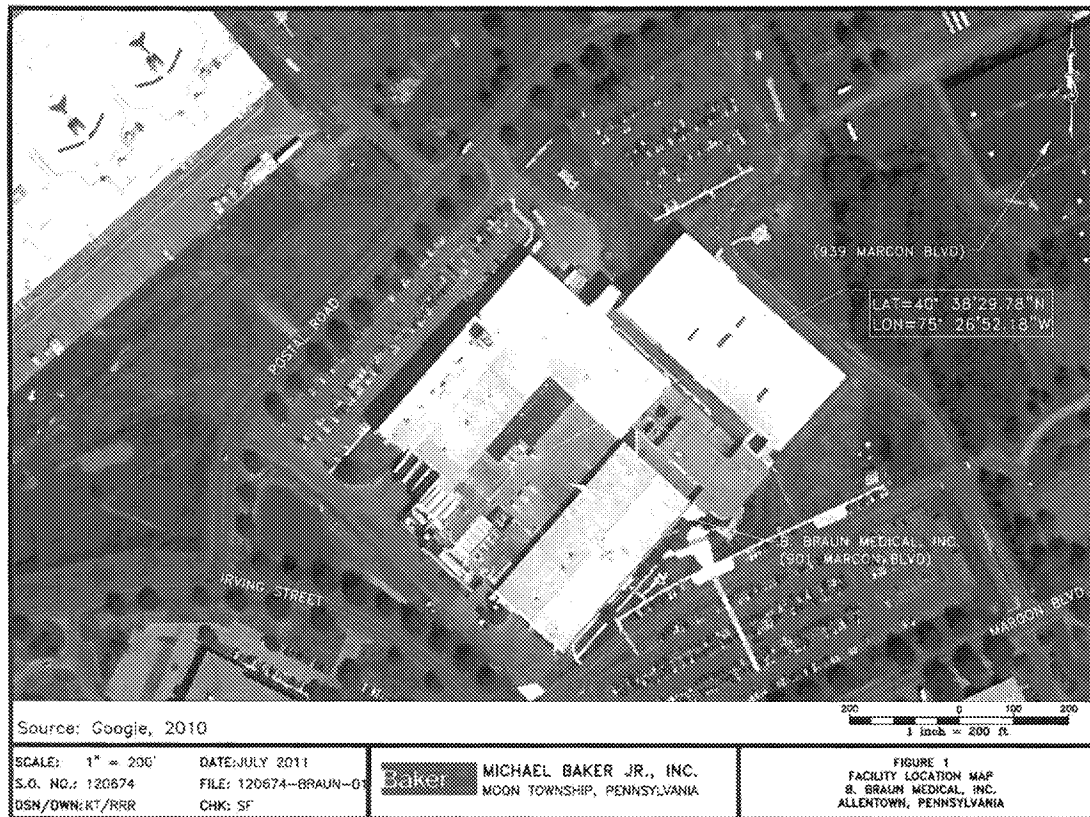 (939 MARCON BLVD)
LAT=40° 38'29.78"N
LON=75° 26'52.18"W
POSTAL ROAD
B. BRAUN MEDICAL, INC.
(901 MARCON BLVD)
IRVING STREET
MARCON BLVD
Source: Google, 2010
200 0 100 200
1 inch = 200 ft.
SCALE: 1" = 200'
DATE: JULY 2011
S.O. NO.: 120674
FILE: 120674-BRAUN-01
DSN/DWN: KT/RRR
CHK: SF
Baker
MICHAEL BAKER JR., INC.
MOON TOWNSHIP, PENNSYLVANIA
FIGURE 1
FACILITY LOCATION MAP
B. BRAUN MEDICAL, INC.
ALLENTOWN, PENNSYLVANIA